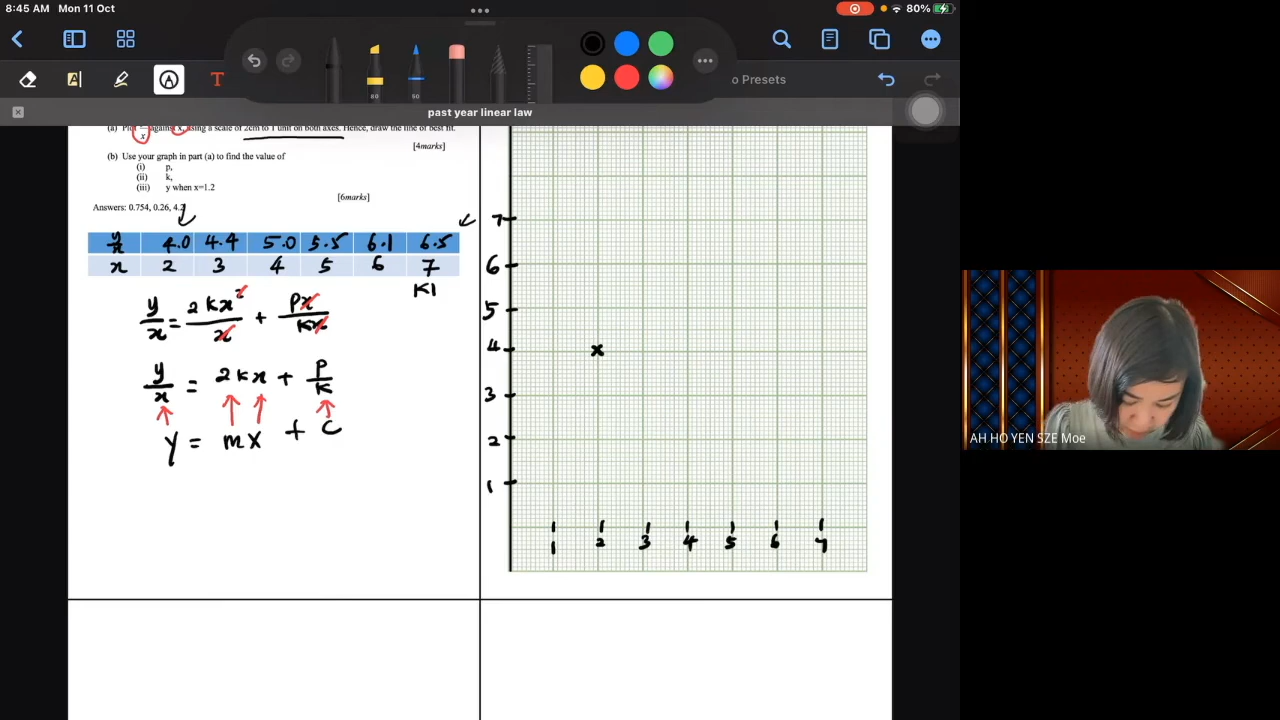 8:45 AM Mon 11 Oct
80%
80
50
o Presets
past year linear law
(a) Plot y/x against x, using a scale of 2cm to 1 unit on both axes. Hence, draw the line of best fit.
[4marks]
(b) Use your graph in part (a) to find the value of
(i) p,
(ii) k,
(iii) y when x=1.2
[6marks]
Answers: 0.754, 0.26, 4.2
y/x 4.0 4.4 5.0 5.5 6.1 6.5
x 2 3 4 5 6 7
K1
y/x = 2kx²/x + px/kx
y/x = 2kx + p/k
Y = mX + C
7
6
5
4
3
2
1
x
1 2 3 4 5 6 7
AH HO YEN SZE Moe